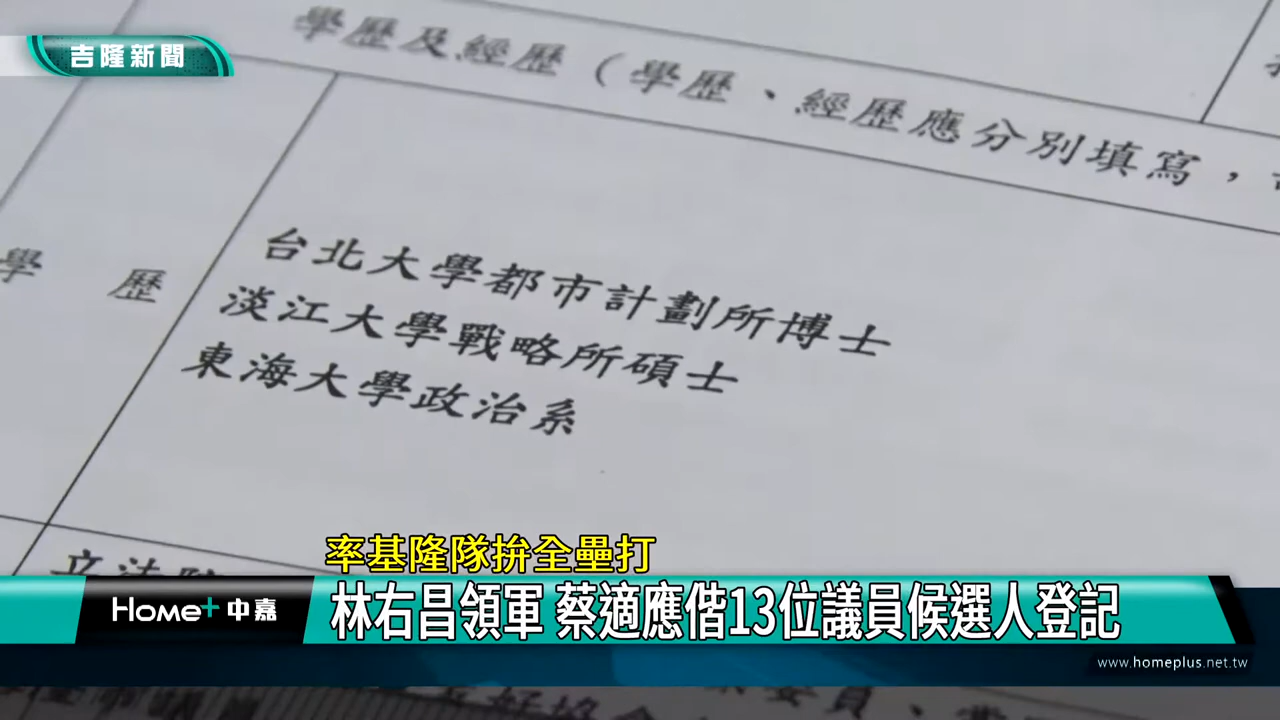 吉隆新聞
學歷及經歷（學歷、經歷應分別填寫，
學 歷
台北大學都市計劃所博士
淡江大學戰略所碩士
東海大學政治系
立法院
率基隆隊拚全壘打
Home+中嘉
林右昌領軍 蔡適應偕13位議員候選人登記
www.homeplus.net.tw